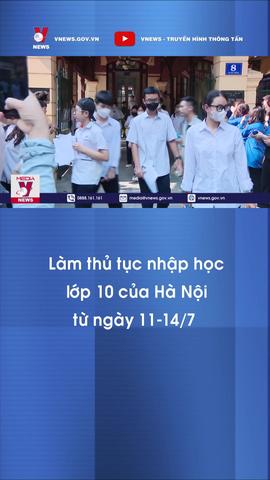 V
NEWS
VNEWS.GOV.VN
VNEWS - TRUYỀN HÌNH THÔNG TẤN
8
MEDIA
V
NEWS
0888.161.161
media@vnews.gov.vn
vnews.gov.vn
Làm thủ tục nhập học
lớp 10 của Hà Nội
từ ngày 11-14/7